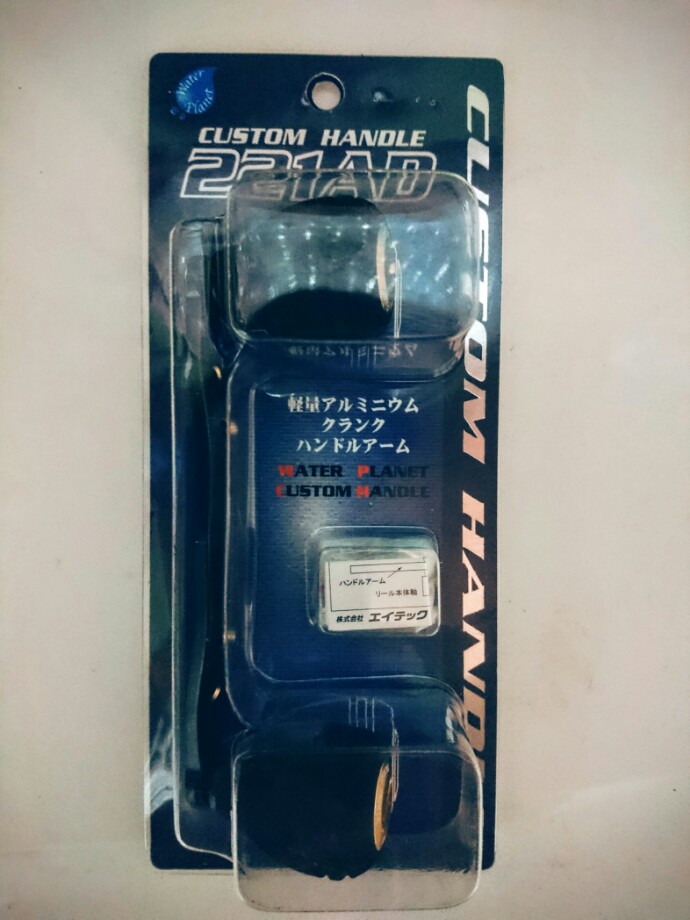 Water
Planet
CUSTOM HANDLE
221AD
CUSTOM HANDL
軽量アルミニウム
クランク
ハンドルアーム
WATER PLANET
CUSTOM HANDLE
ハンドルアーム
リール本体軸
株式会社 エイテック